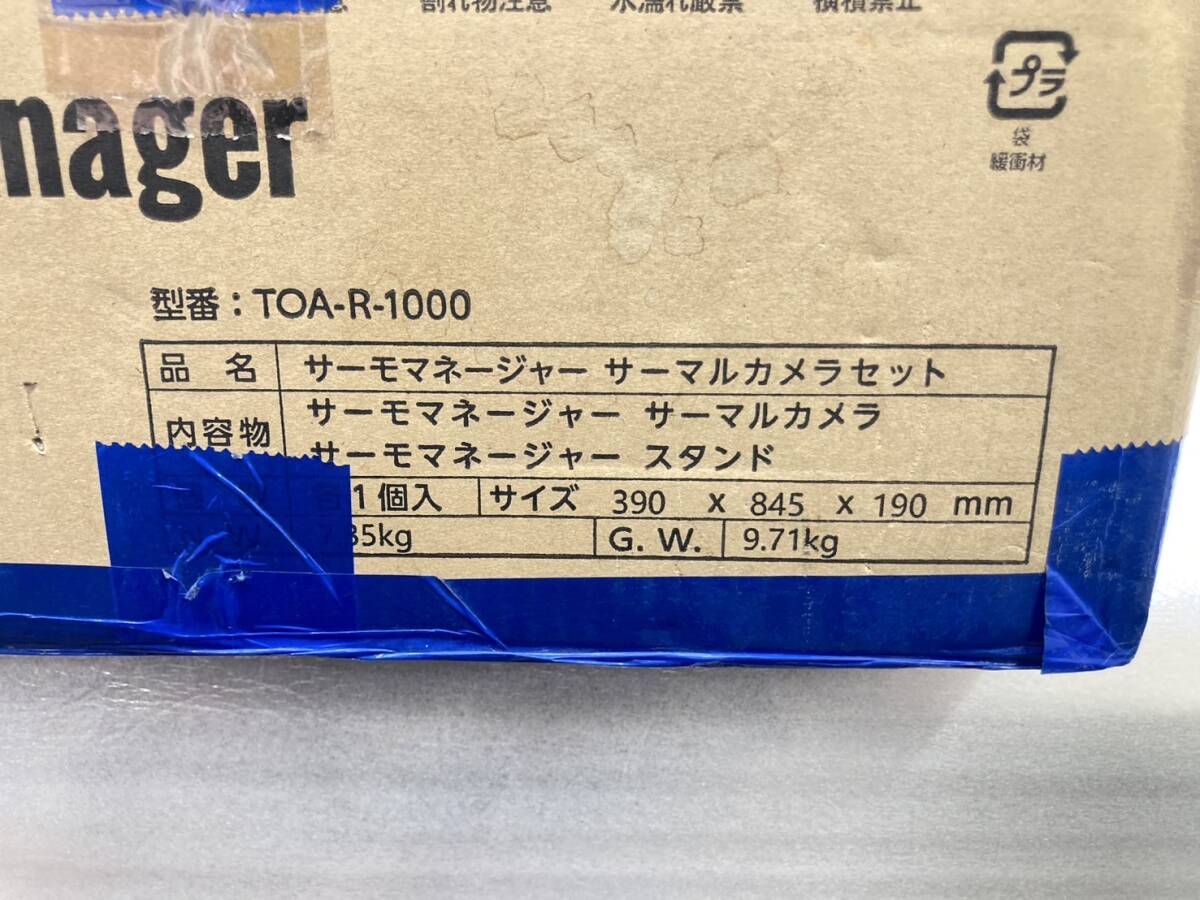 割れ物注意 水濡れ厳禁 横積禁止
プラ
袋
緩衝材
nager
型番：TOA-R-1000
品 名 サーモマネージャー サーマルカメラセット
内容物 サーモマネージャー サーマルカメラ
サーモマネージャー スタンド
1個入 サイズ 390 x 845 x 190 mm
7.35kg G. W. 9.71kg